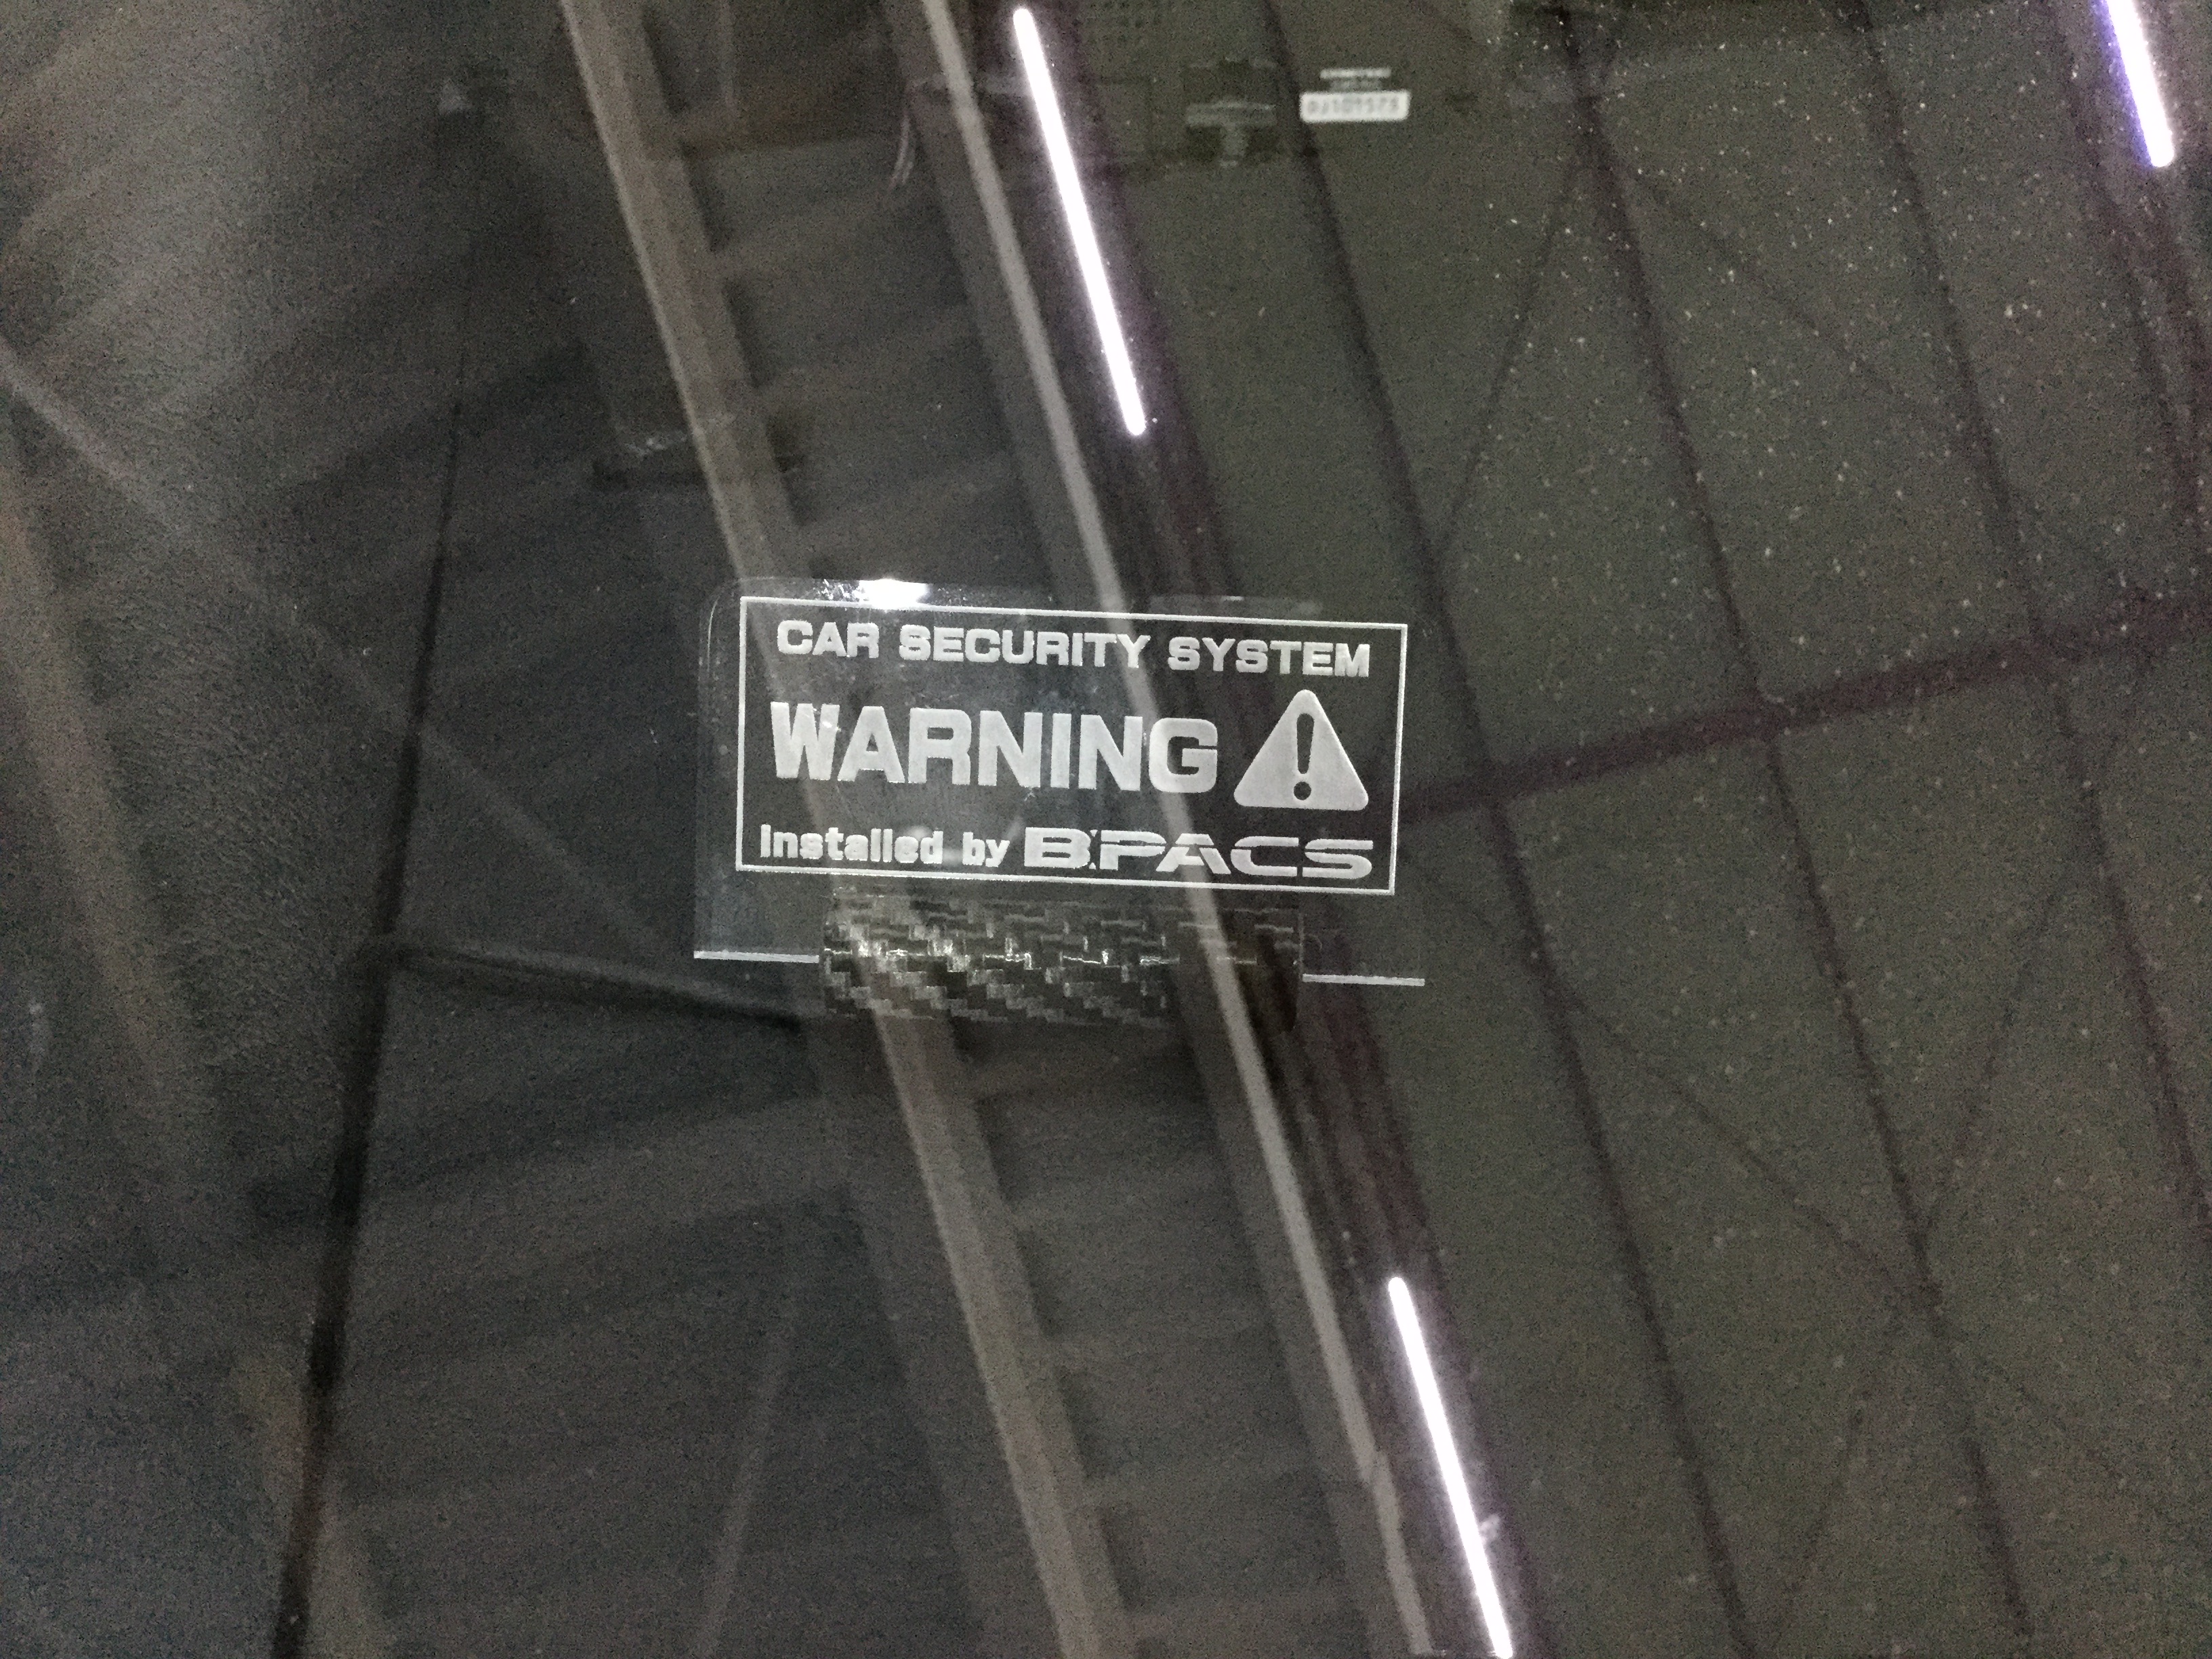 CAR SECURITY SYSTEM
WARNING
Installed by B'PACS